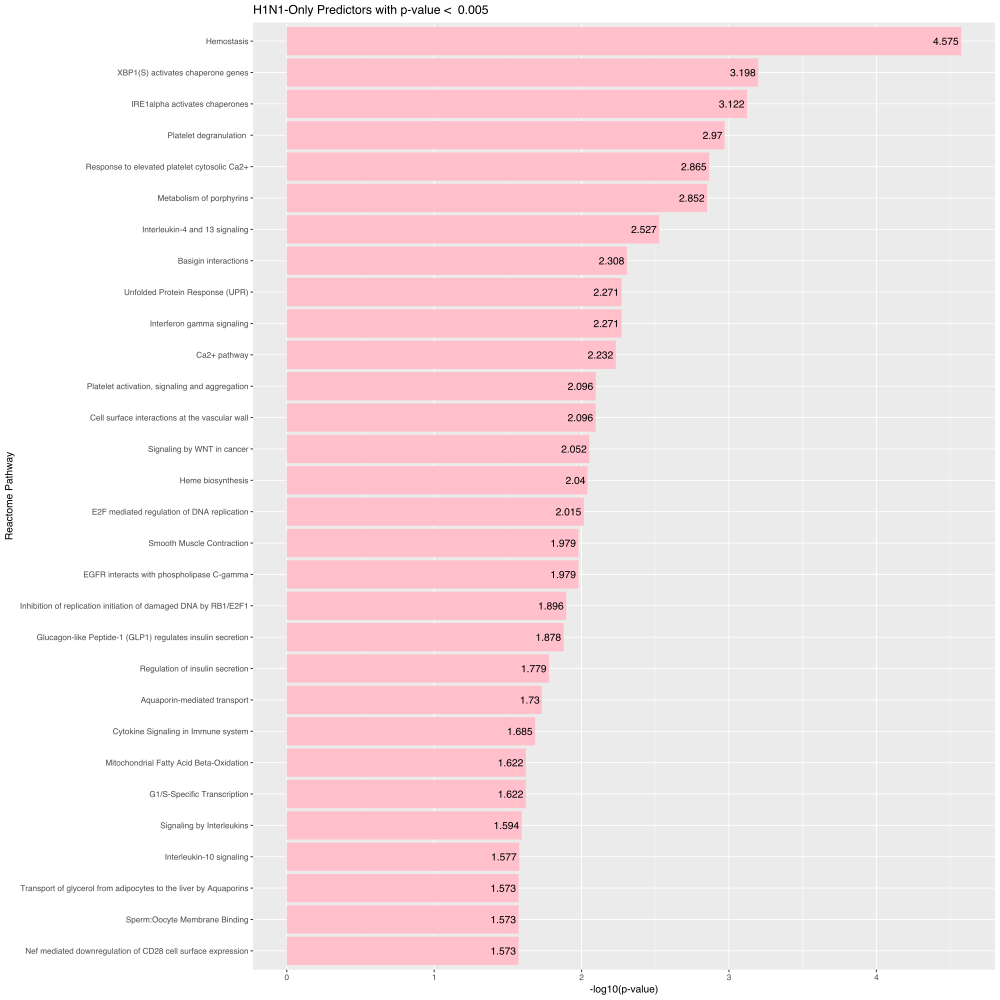 H1N1-Only Predictors with p-value < 0.005
Hemostasis 4.575
XBP1(S) activates chaperone genes 3.198
IRE1alpha activates chaperones 3.122
Platelet degranulation 2.97
Response to elevated platelet cytosolic Ca2+ 2.865
Metabolism of porphyrins 2.852
Interleukin-4 and 13 signaling 2.527
Basigin interactions 2.308
Unfolded Protein Response (UPR) 2.271
Interferon gamma signaling 2.271
Ca2+ pathway 2.232
Platelet activation, signaling and aggregation 2.096
Cell surface interactions at the vascular wall 2.096
Signaling by WNT in cancer 2.052
Heme biosynthesis 2.04
E2F mediated regulation of DNA replication 2.015
Smooth Muscle Contraction 1.979
EGFR interacts with phospholipase C-gamma 1.979
Inhibition of replication initiation of damaged DNA by RB1/E2F1 1.896
Glucagon-like Peptide-1 (GLP1) regulates insulin secretion 1.878
Regulation of insulin secretion 1.779
Aquaporin-mediated transport 1.73
Cytokine Signaling in Immune system 1.685
Mitochondrial Fatty Acid Beta-Oxidation 1.622
G1/S-Specific Transcription 1.622
Signaling by Interleukins 1.594
Interleukin-10 signaling 1.577
Transport of glycerol from adipocytes to the liver by Aquaporins 1.573
Sperm:Oocyte Membrane Binding 1.573
Nef mediated downregulation of CD28 cell surface expression 1.573
0 1 2 3 4
-log10(p-value)
Reactome Pathway